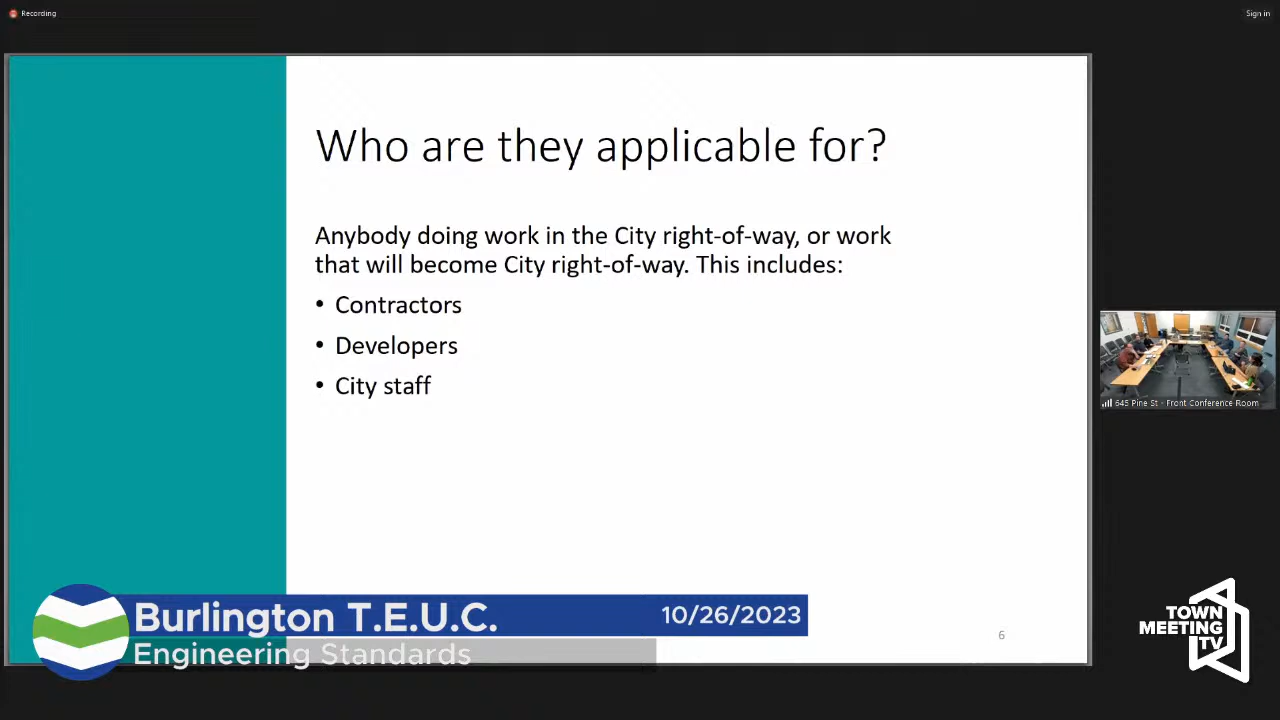 Recording
Sign in
Who are they applicable for?
Anybody doing work in the City right-of-way, or work
that will become City right-of-way. This includes:
• Contractors
• Developers
• City staff
645 Pine St - Front Conference Room
Burlington T.E.U.C.
10/26/2023
Engineering Standards
6
TOWN
MEETING
TV